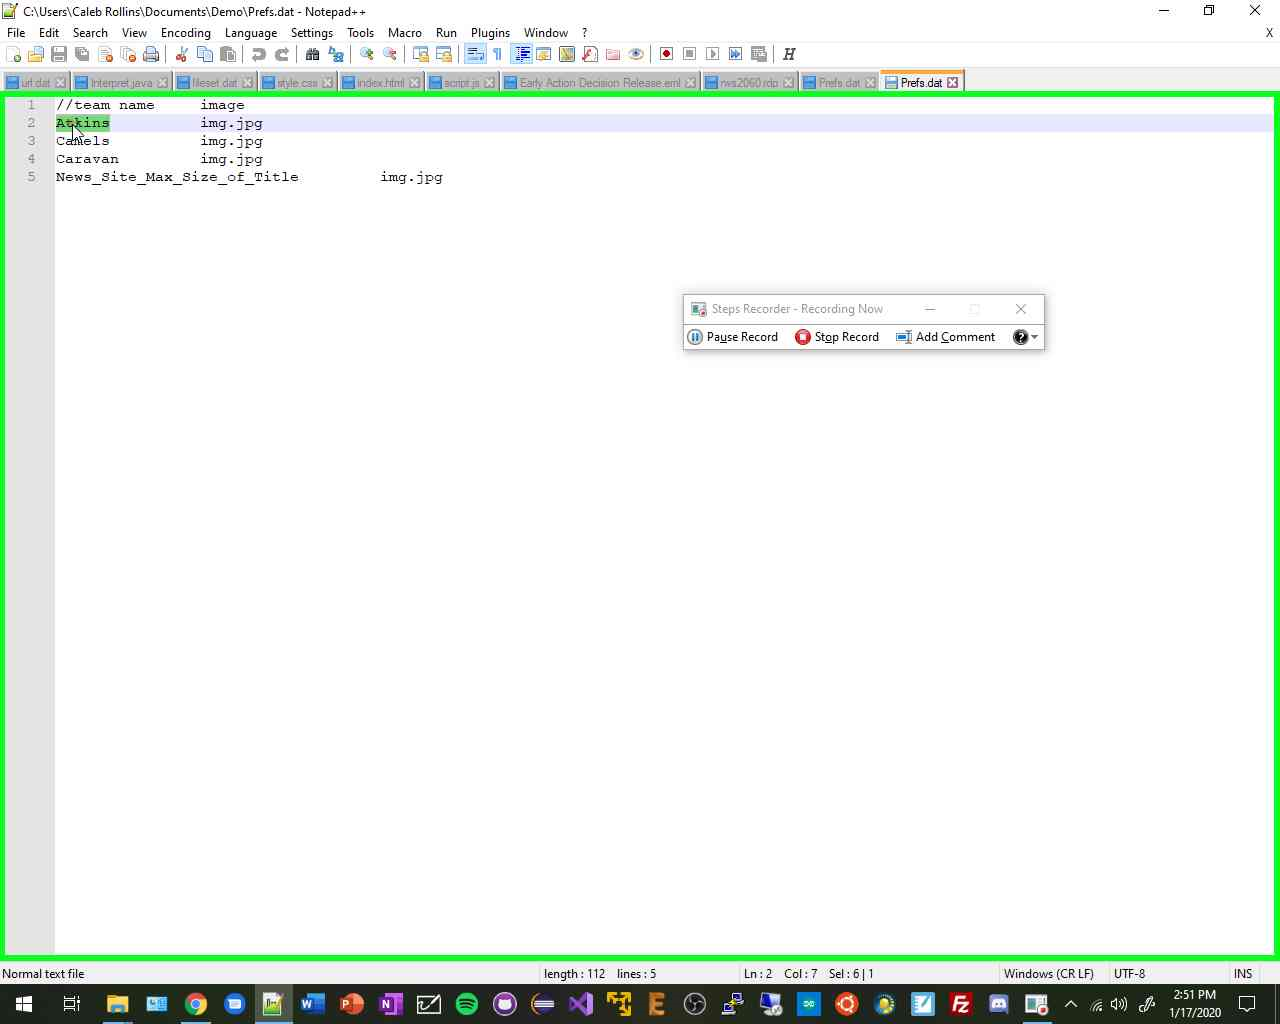 C:\Users\Caleb Rollins\Documents\Demo\Prefs.dat - Notepad++
File Edit Search View Encoding Language Settings Tools Macro Run Plugins Window ? X
url.dat Interpret.java fileset.dat style.css index.html script.js Early Action Decision Release.eml rws2060.rdp Prefs.dat Prefs.dat
1 //team name image
2 Atkins img.jpg
3 Camels img.jpg
4 Caravan img.jpg
5 News_Site_Max_Size_of_Title img.jpg
Steps Recorder - Recording Now
Pause Record Stop Record Add Comment
Normal text file length : 112 lines : 5 Ln : 2 Col : 7 Sel : 6 | 1 Windows (CR LF) UTF-8 INS
2:51 PM
1/17/2020